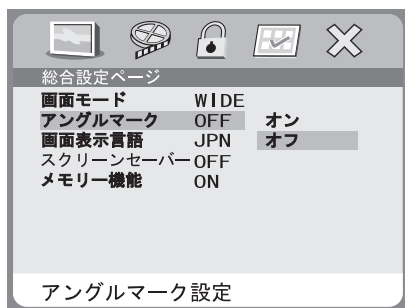 総合設定ページ
画面モード WIDE
アングルマーク OFF オン
画面表示言語 JPN オフ
スクリーンセーバー OFF
メモリー機能 ON
アングルマーク設定